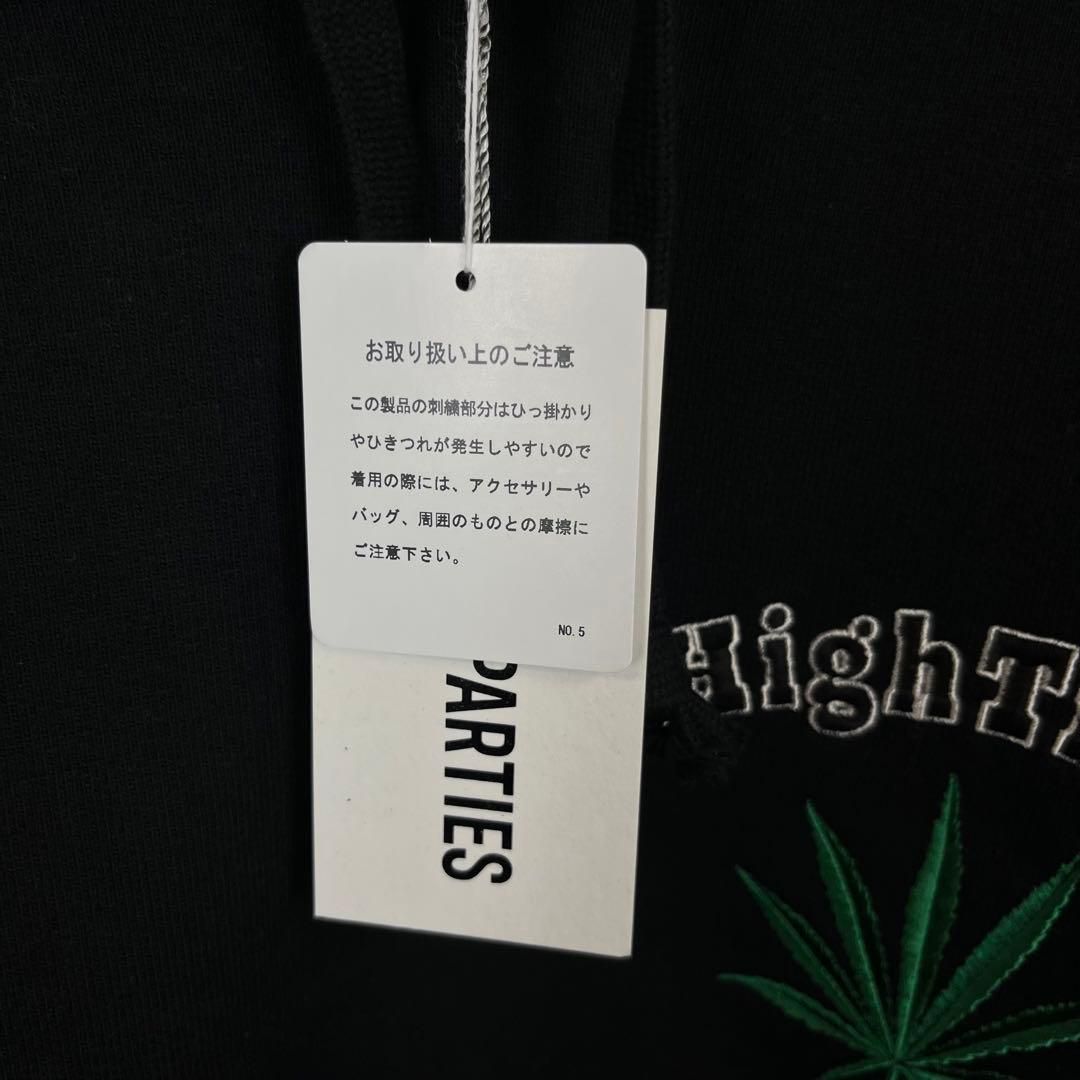 お取り扱い上のご注意
この製品の刺繍部分はひっ掛かり
やひきつれが発生しやすいので
着用の際には、アクセサリーや
バッグ、周囲のものとの摩擦に
ご注意下さい。
NO. 5
PARTIES
High